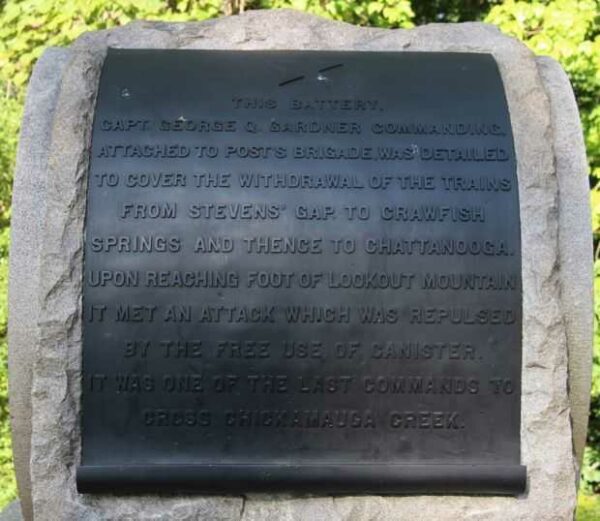 THIS BATTERY,
CAPT. GEORGE Q. GARDNER COMMANDING,
ATTACHED TO POST'S BRIGADE, WAS DETAILED
TO COVER THE WITHDRAWAL OF THE TRAINS
FROM STEVENS' GAP TO CRAWFISH
SPRINGS AND THENCE TO CHATTANOOGA.
UPON REACHING FOOT OF LOOKOUT MOUNTAIN
IT MET AN ATTACK WHICH WAS REPULSED
BY THE FREE USE OF CANISTER.
IT WAS ONE OF THE LAST COMMANDS TO
CROSS CHICKAMAUGA CREEK.